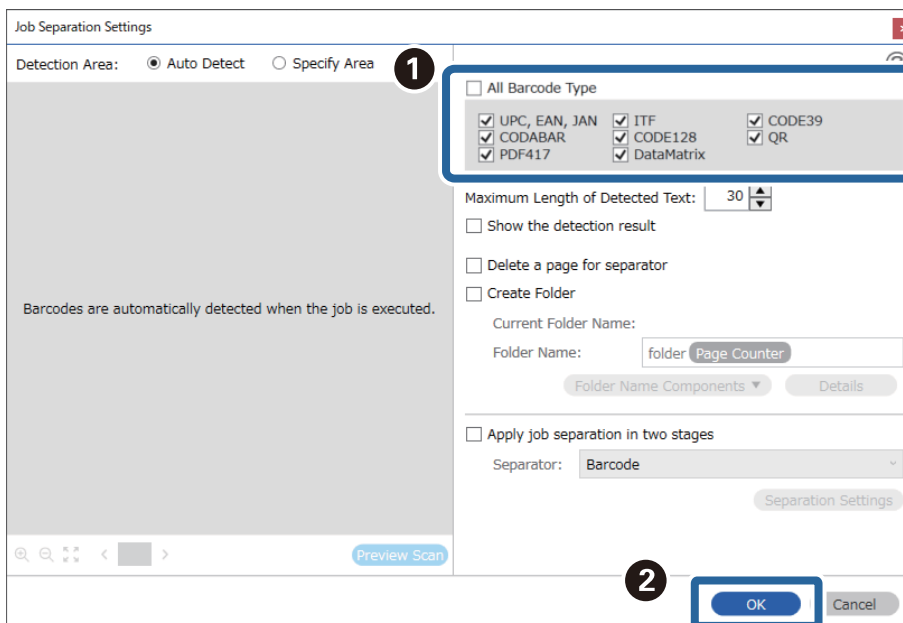 Job Separation Settings
Detection Area: Auto Detect Specify Area
1
All Barcode Type
UPC, EAN, JAN ITF CODE39
CODABAR CODE128 QR
PDF417 DataMatrix
Maximum Length of Detected Text: 30
Show the detection result
Delete a page for separator
Create Folder
Barcodes are automatically detected when the job is executed.
Current Folder Name:
Folder Name: folder Page Counter
Folder Name Components Details
Apply job separation in two stages
Separator: Barcode
Separation Settings
Preview Scan
2
OK Cancel